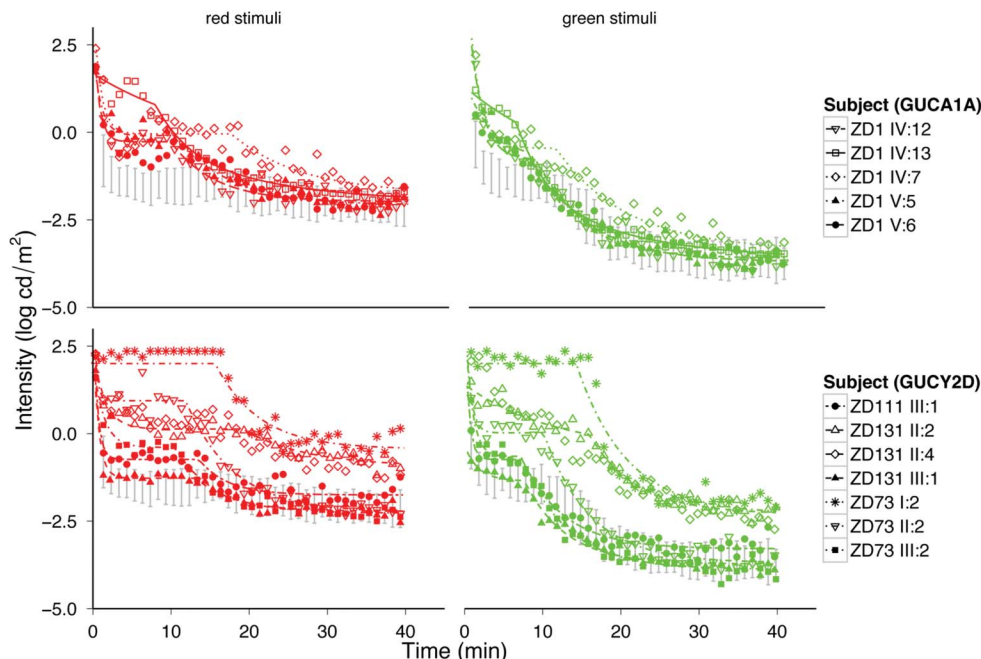 red stimuli
green stimuli
2.5
0.0
−2.5
−5.0
2.5
0.0
−2.5
−5.0
Intensity (log cd/m²)
0
10
20
30
40
0
10
20
30
40
Time (min)
Subject (GUCA1A)
ZD1 IV:12
ZD1 IV:13
ZD1 IV:7
ZD1 V:5
ZD1 V:6
Subject (GUCY2D)
ZD111 III:1
ZD131 II:2
ZD131 II:4
ZD131 III:1
ZD73 I:2
ZD73 II:2
ZD73 III:2